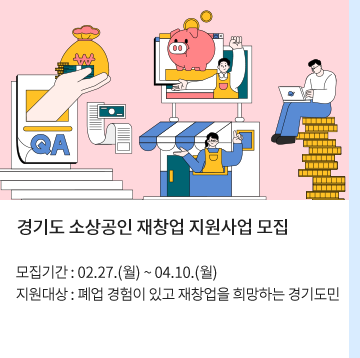 ₩
QA
경기도 소상공인 재창업 지원사업 모집
모집기간 : 02.27.(월) ~ 04.10.(월)
지원대상 : 폐업 경험이 있고 재창업을 희망하는 경기도민